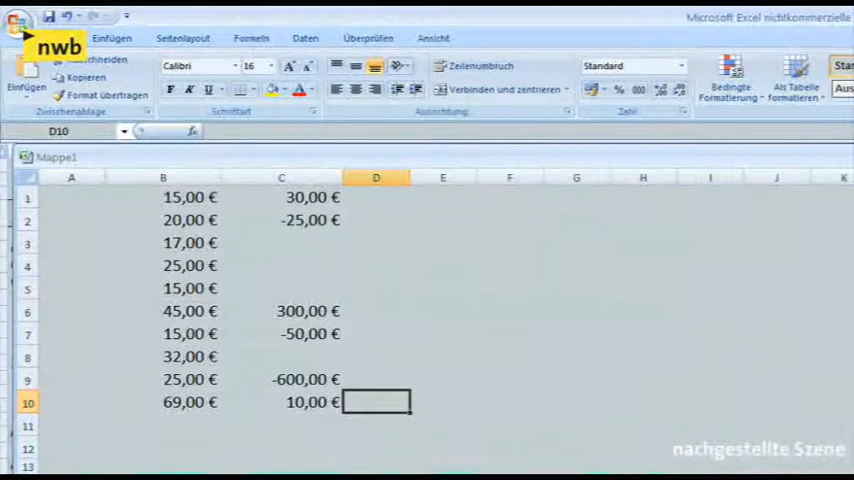 Microsoft Excel nichtkommerzielle
nwb
Einfügen Seitenlayout Formeln Daten Überprüfen Ansicht
Kopieren
Format übertragen
Einfügen
Zwischenablage
Calibri 16
F K U
Schriftart
Zeilenumbruch
Verbinden und zentrieren
Ausrichtung
Standard
% 000
Zahl
Bedingte Formatierung
Als Tabelle formatieren
D10
fx
Mappe1
A B C D E F G H I J K
1 15,00 € 30,00 €
2 20,00 € -25,00 €
3 17,00 €
4 25,00 €
5 15,00 €
6 45,00 € 300,00 €
7 15,00 € -50,00 €
8 32,00 €
9 25,00 € -600,00 €
10 69,00 € 10,00 €
11
12
13
nachgestellte Szene